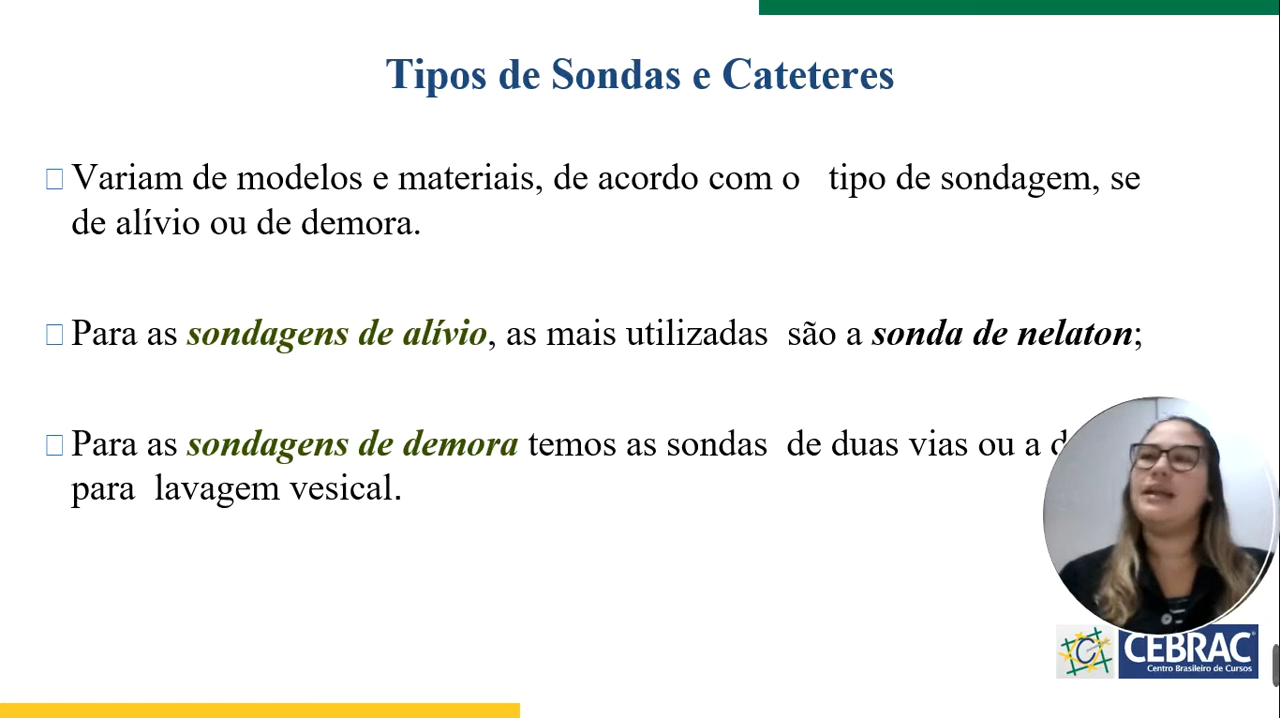 Tipos de Sondas e Cateteres
Variam de modelos e materiais, de acordo com o tipo de sondagem, se
de alívio ou de demora.
Para as sondagens de alívio, as mais utilizadas são a sonda de nelaton;
Para as sondagens de demora temos as sondas de duas vias ou a
para lavagem vesical.
CEBRAC
Centro Brasileiro de Cursos